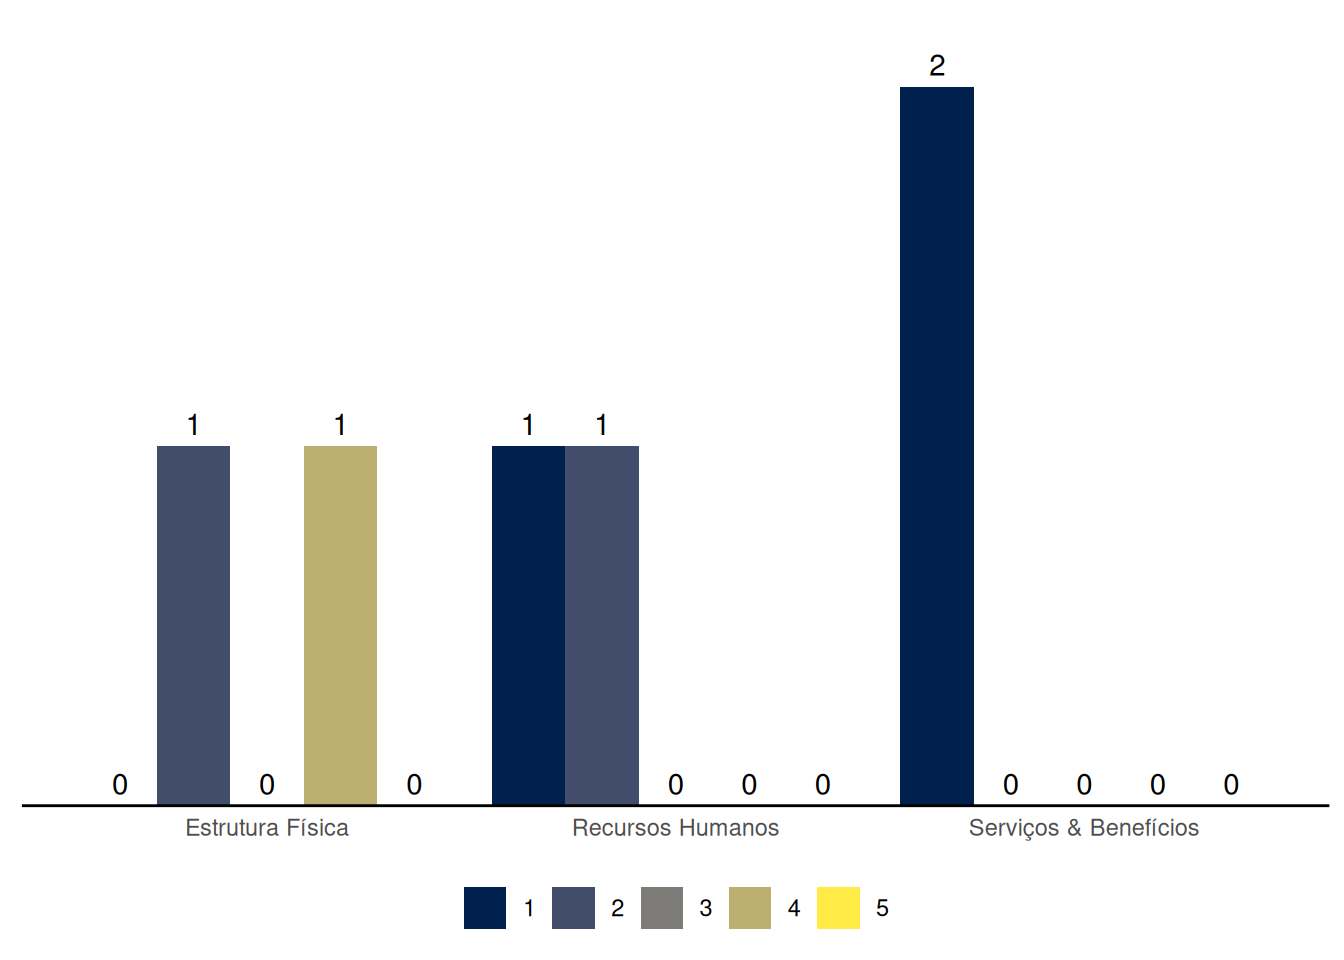 2
1 1 1 1
0 0 0 0 0 0 0 0 0 0
Estrutura Física Recursos Humanos Serviços & Benefícios
1 2 3 4 5